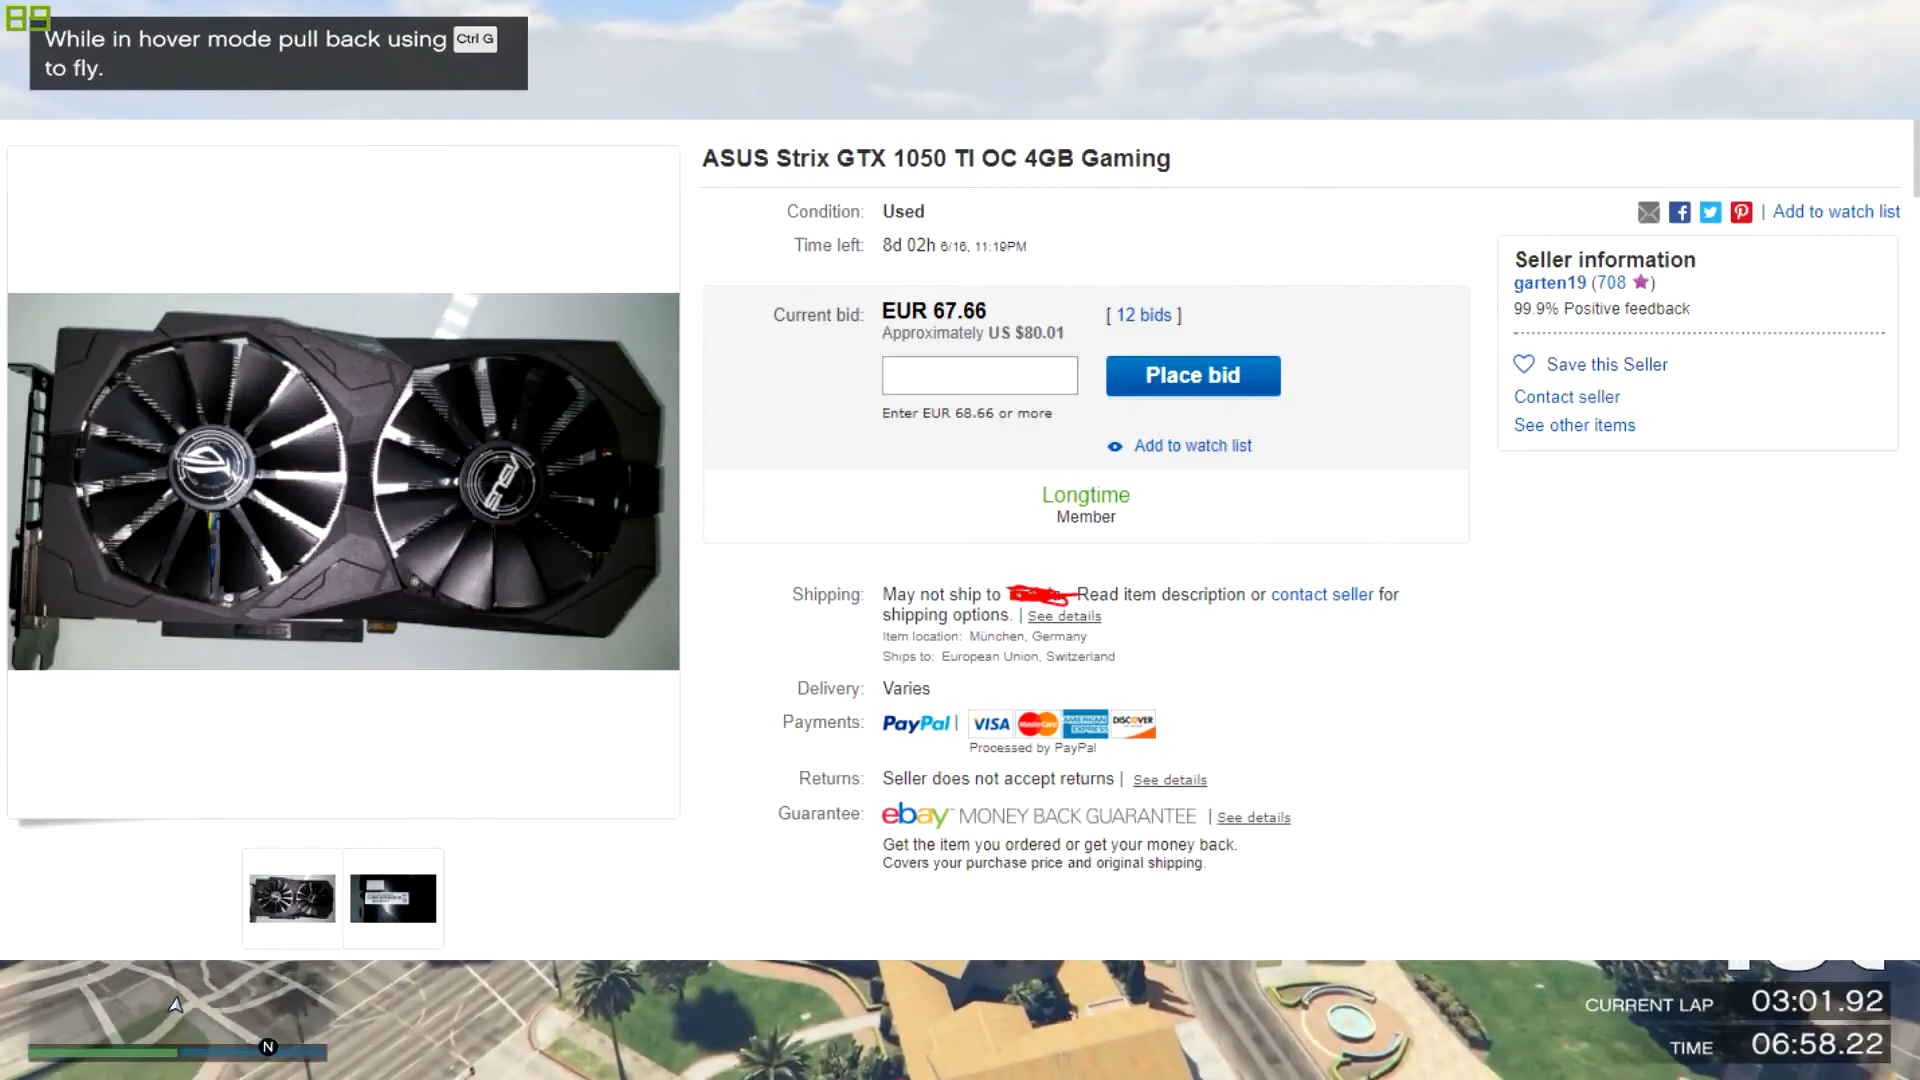 89
While in hover mode pull back using Ctrl G
to fly.
ASUS Strix GTX 1050 TI OC 4GB Gaming
Condition: Used
Time left: 8d 02h 6/16, 11:19PM
| Add to watch list
Seller information
garten19 (708 ★)
99.9% Positive feedback
Save this Seller
Contact seller
See other items
Current bid: EUR 67.66 [ 12 bids ]
Approximately US $80.01
Place bid
Enter EUR 68.66 or more
Add to watch list
Longtime
Member
Shipping: May not ship to Read item description or contact seller for
shipping options. | See details
Item location: München, Germany
Ships to: European Union, Switzerland
Delivery: Varies
Payments: PayPal | VISA MasterCard AMERICAN EXPRESS DISCOVER
Processed by PayPal
Returns: Seller does not accept returns | See details
Guarantee: ebay™ MONEY BACK GUARANTEE | See details
Get the item you ordered or get your money back.
Covers your purchase price and original shipping.
ASUS
N
CURRENT LAP 03:01.92
TIME 06:58.22